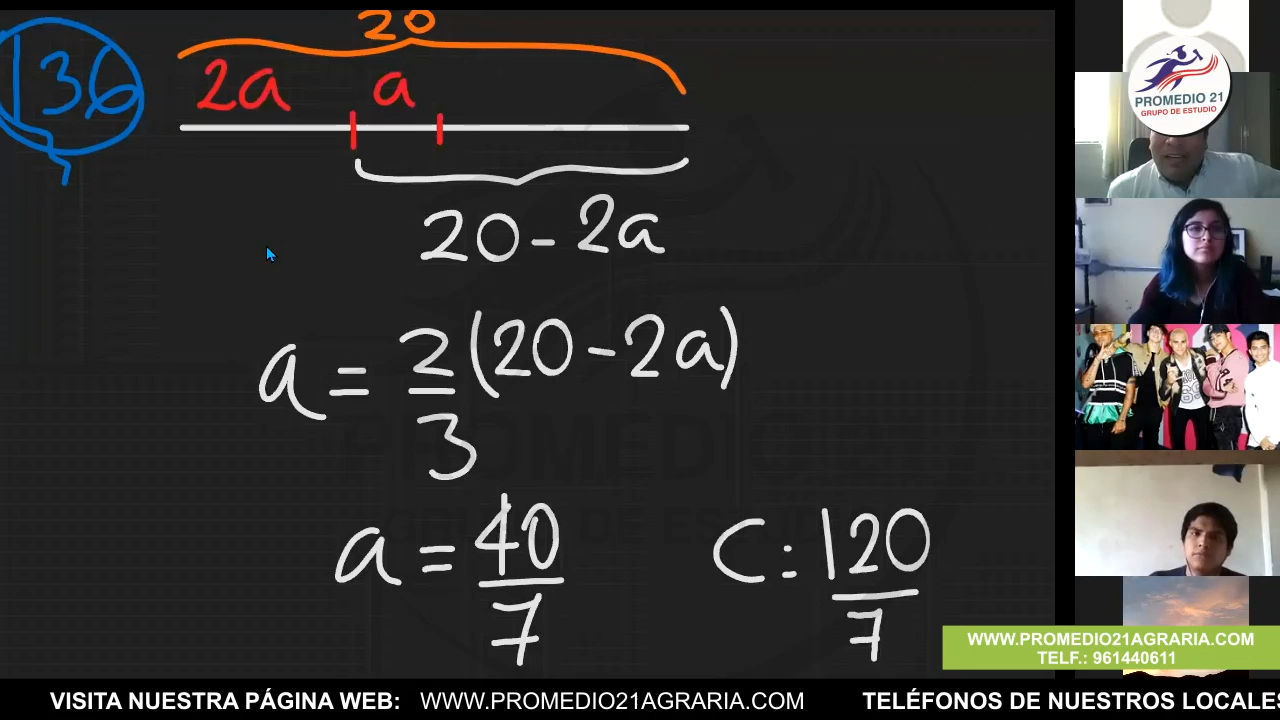 136
20
2a a
20 - 2a
a = 2/3 (20 - 2a)
a = 40/7
C: 120/7
PROMEDIO 21
GRUPO DE ESTUDIO
WWW.PROMEDIO21AGRARIA.COM
TELF.: 961440611
VISITA NUESTRA PÁGINA WEB: WWW.PROMEDIO21AGRARIA.COM TELÉFONOS DE NUESTROS LOCALES